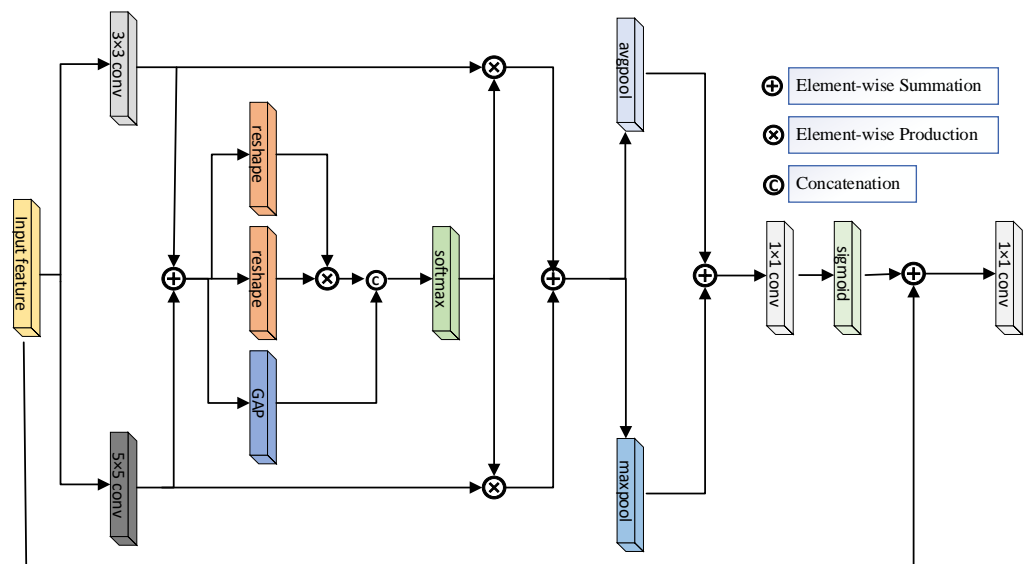 Input feature
3×3 conv
5×5 conv
reshape
reshape
GAP
C
softmax
avgpool
maxpool
Element-wise Summation
Element-wise Production
C Concatenation
1×1 conv
sigmoid
1×1 conv